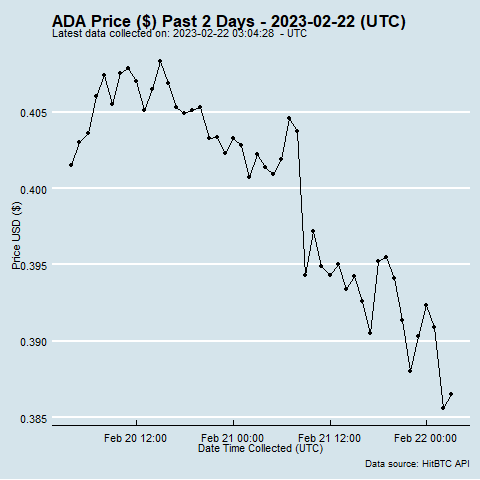 ADA Price ($) Past 2 Days - 2023-02-22 (UTC)
Latest data collected on: 2023-02-22 03:04:28 - UTC
0.405
0.400
0.395
0.390
0.385
Price USD ($)
Feb 20 12:00 Feb 21 00:00 Feb 21 12:00 Feb 22 00:00
Date Time Collected (UTC)
Data source: HitBTC API